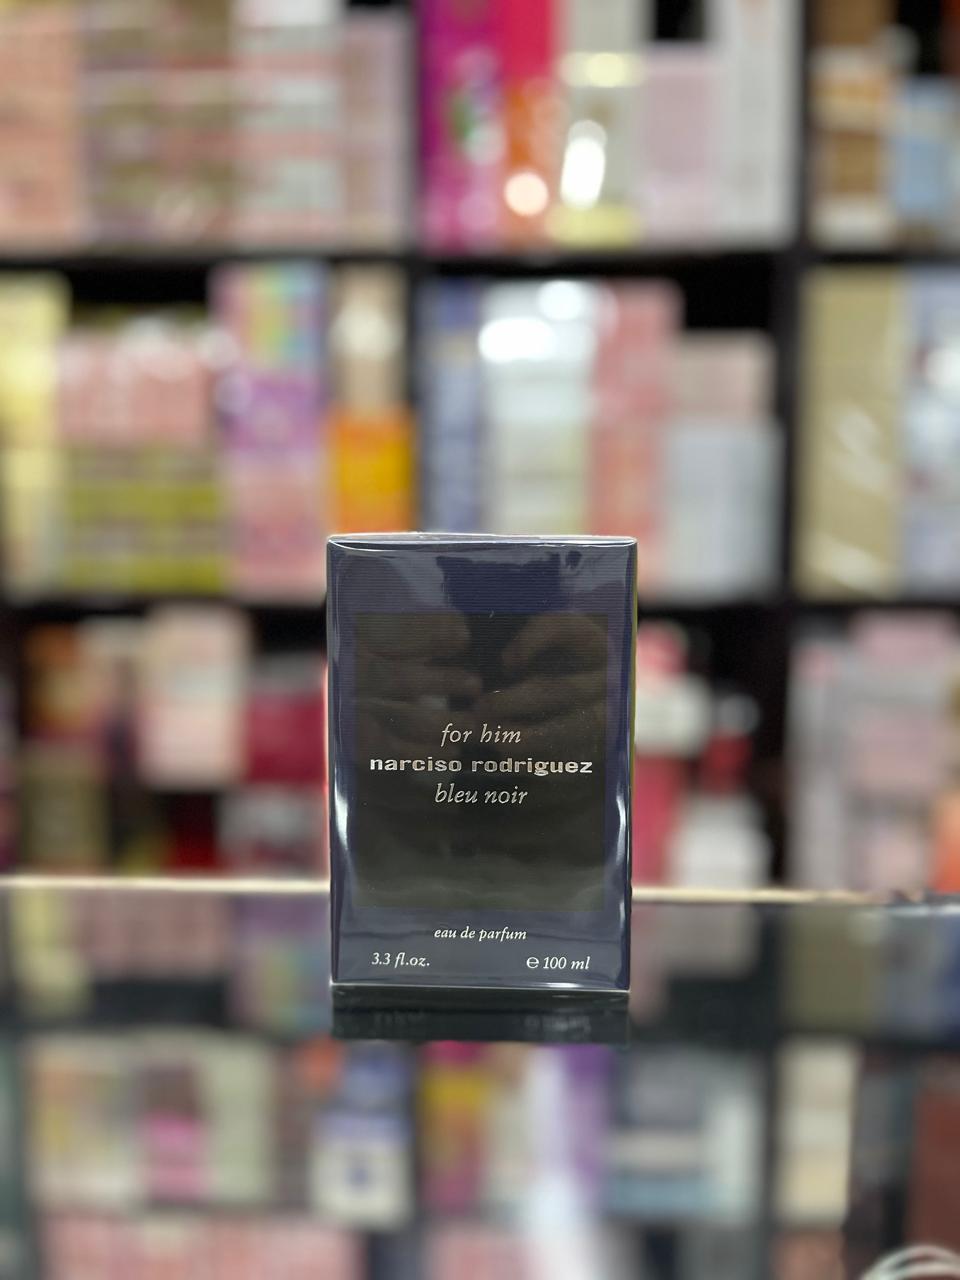 for him
narciso rodriguez
bleu noir
eau de parfum
3.3 fl.oz.
℮ 100 ml